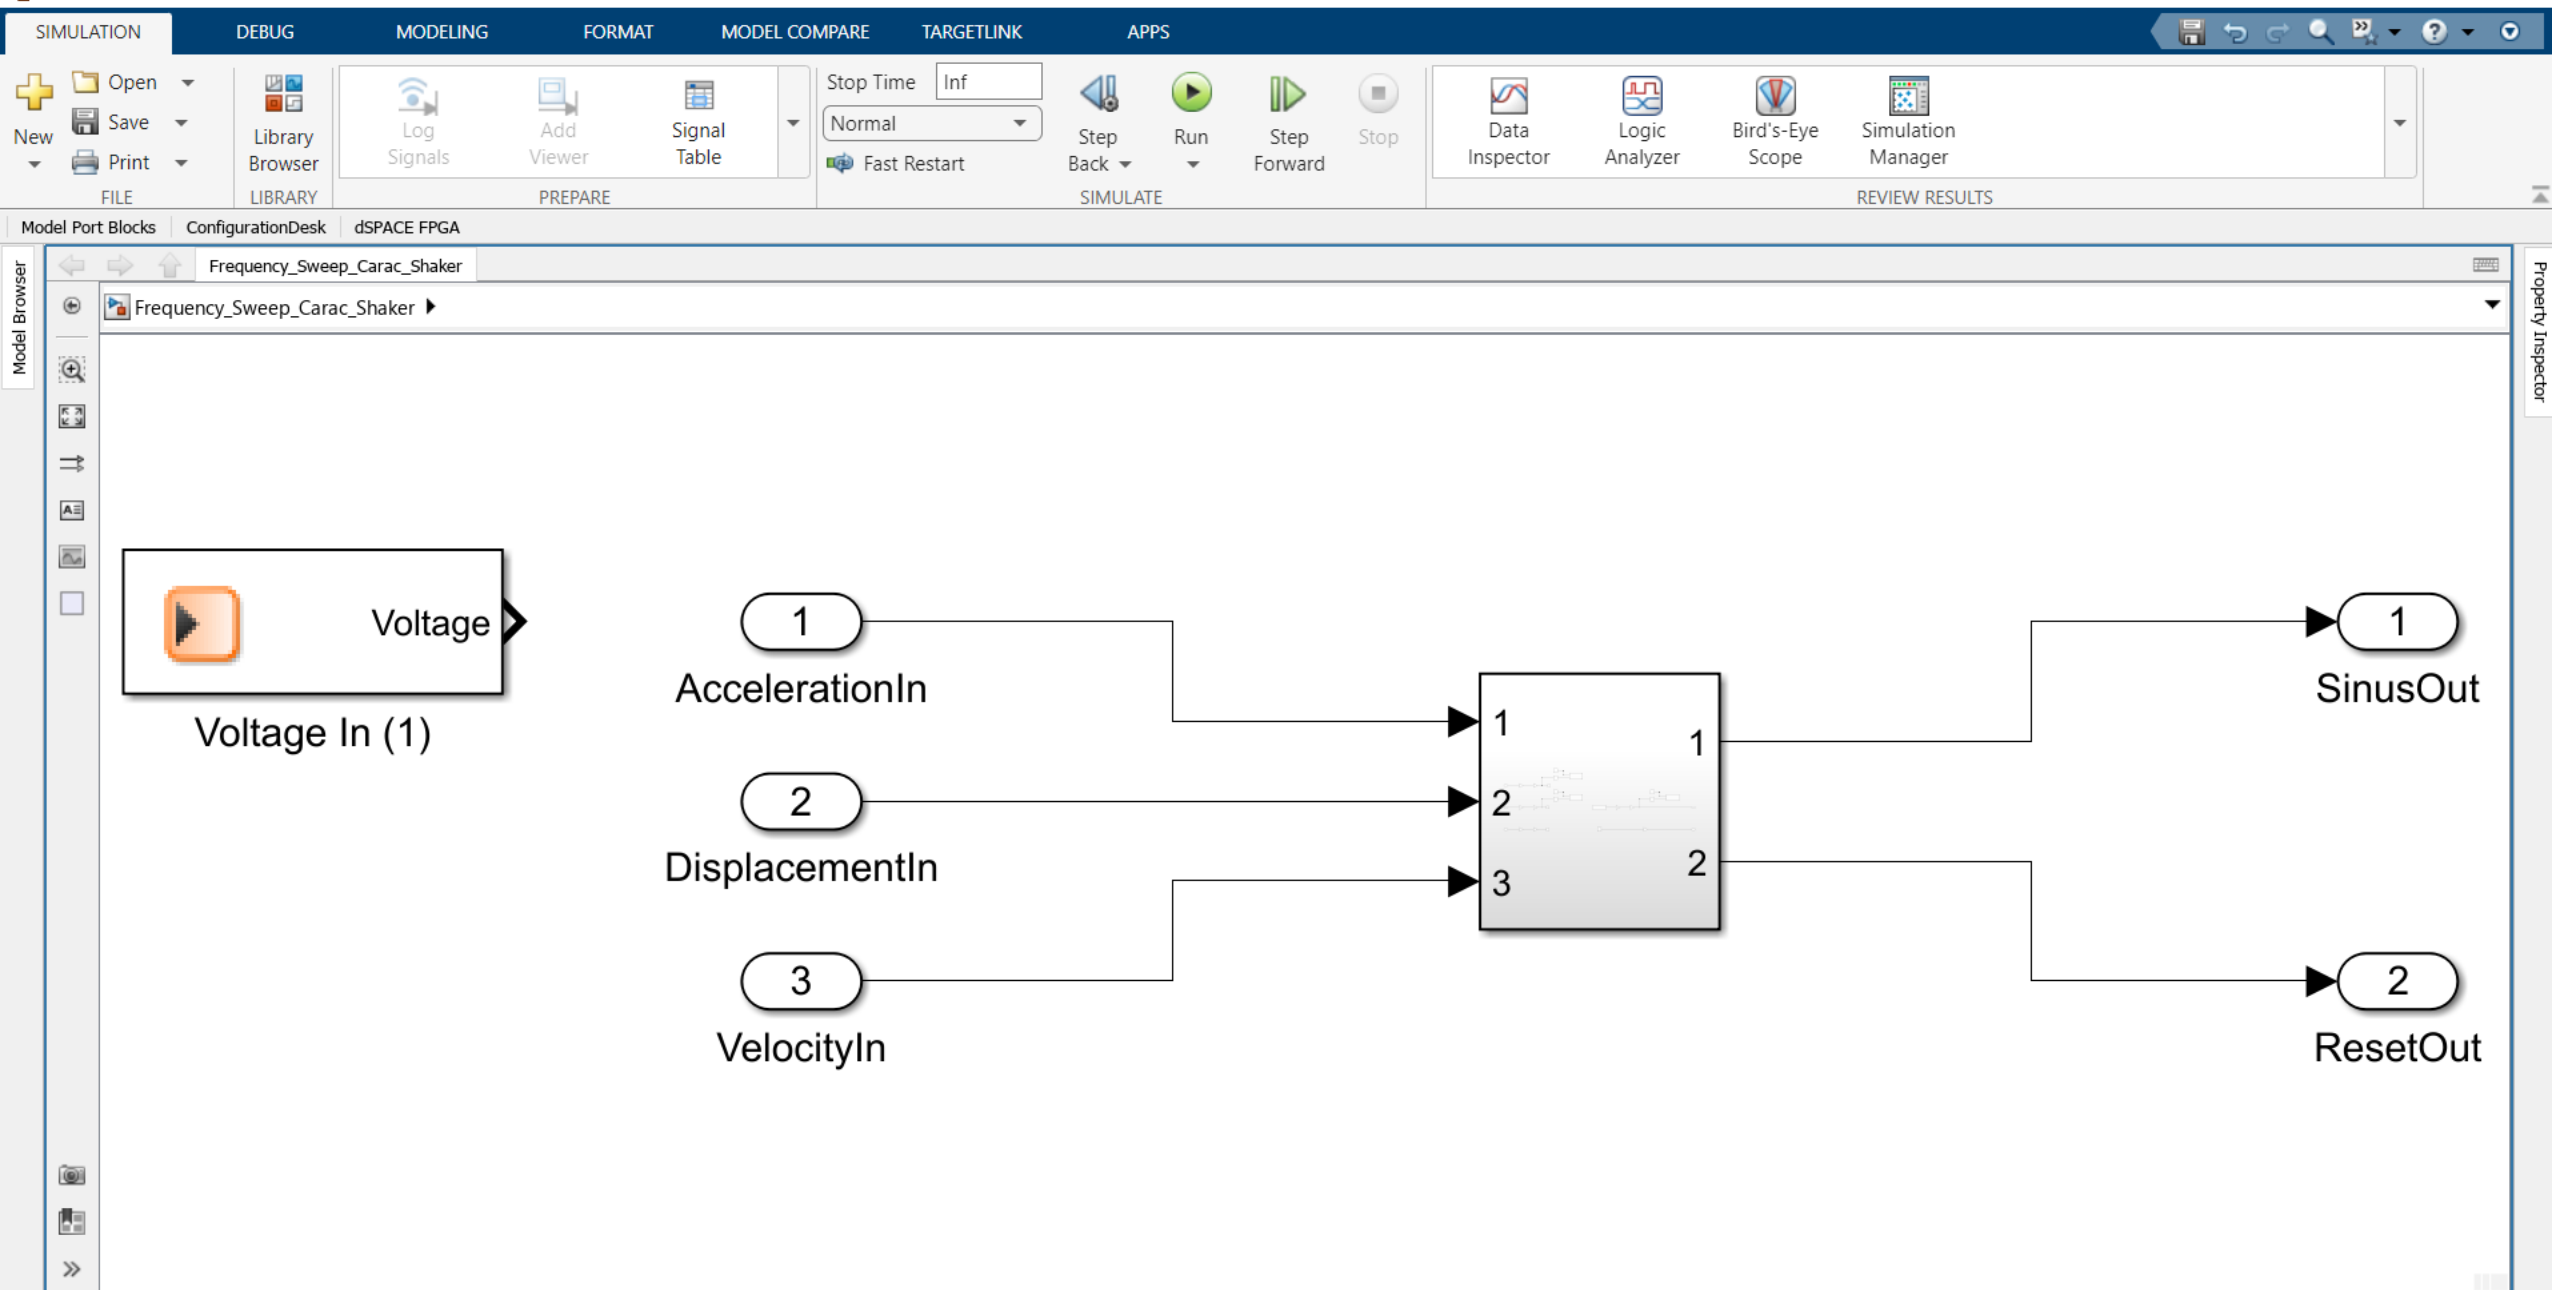 SIMULATION DEBUG MODELING FORMAT MODEL COMPARE TARGETLINK APPS
New
Open
Save
Print
FILE
Library
Browser
LIBRARY
Log
Signals
Add
Viewer
Signal
Table
PREPARE
Stop Time Inf
Normal
Fast Restart
Step
Back
Run
Step
Forward
Stop
SIMULATE
Data
Inspector
Logic
Analyzer
Bird's-Eye
Scope
Simulation
Manager
REVIEW RESULTS
Model Port Blocks ConfigurationDesk dSPACE FPGA
Model Browser
Property Inspector
Frequency_Sweep_Carac_Shaker
Frequency_Sweep_Carac_Shaker
Voltage
Voltage In (1)
1
AccelerationIn
2
DisplacementIn
3
VelocityIn
1
2
3
1
2
1
SinusOut
2
ResetOut